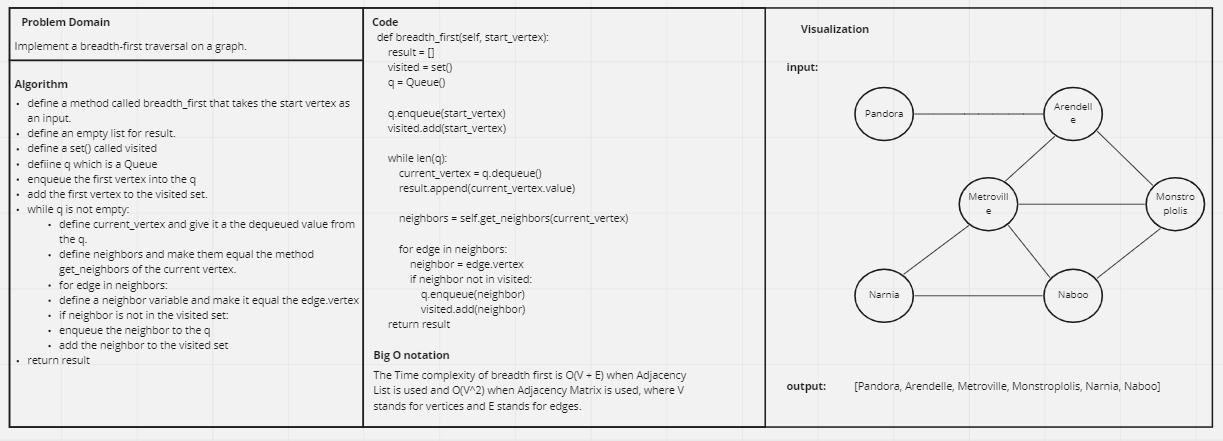 Problem Domain
Implement a breadth-first traversal on a graph.
Algorithm
• define a method called breadth_first that takes the start vertex as
an input.
• define an empty list for result.
• define a set() called visited
• defiine q which is a Queue
• enqueue the first vertex into the q
• add the first vertex to the visited set.
• while q is not empty:
• define current_vertex and give it a the dequeued value from
the q.
• define neighbors and make them equal the method
get_neighbors of the current vertex.
• for edge in neighbors:
• define a neighbor variable and make it equal the edge.vertex
• if neighbor is not in the visited set:
• enqueue the neighbor to the q
• add the neighbor to the visited set
• return result
Code
def breadth_first(self, start_vertex):
result = []
visited = set()
q = Queue()
q.enqueue(start_vertex)
visited.add(start_vertex)
while len(q):
current_vertex = q.dequeue()
result.append(current_vertex.value)
neighbors = self.get_neighbors(current_vertex)
for edge in neighbors:
neighbor = edge.vertex
if neighbor not in visited:
q.enqueue(neighbor)
visited.add(neighbor)
return result
Big O notation
The Time complexity of breadth first is O(V + E) when Adjacency
List is used and O(V^2) when Adjacency Matrix is used, where V
stands for vertices and E stands for edges.
Visualization
input:
Pandora
Arendell
e
Metrovill
e
Monstro
plolis
Narnia
Naboo
output: [Pandora, Arendelle, Metroville, Monstroplolis, Narnia, Naboo]